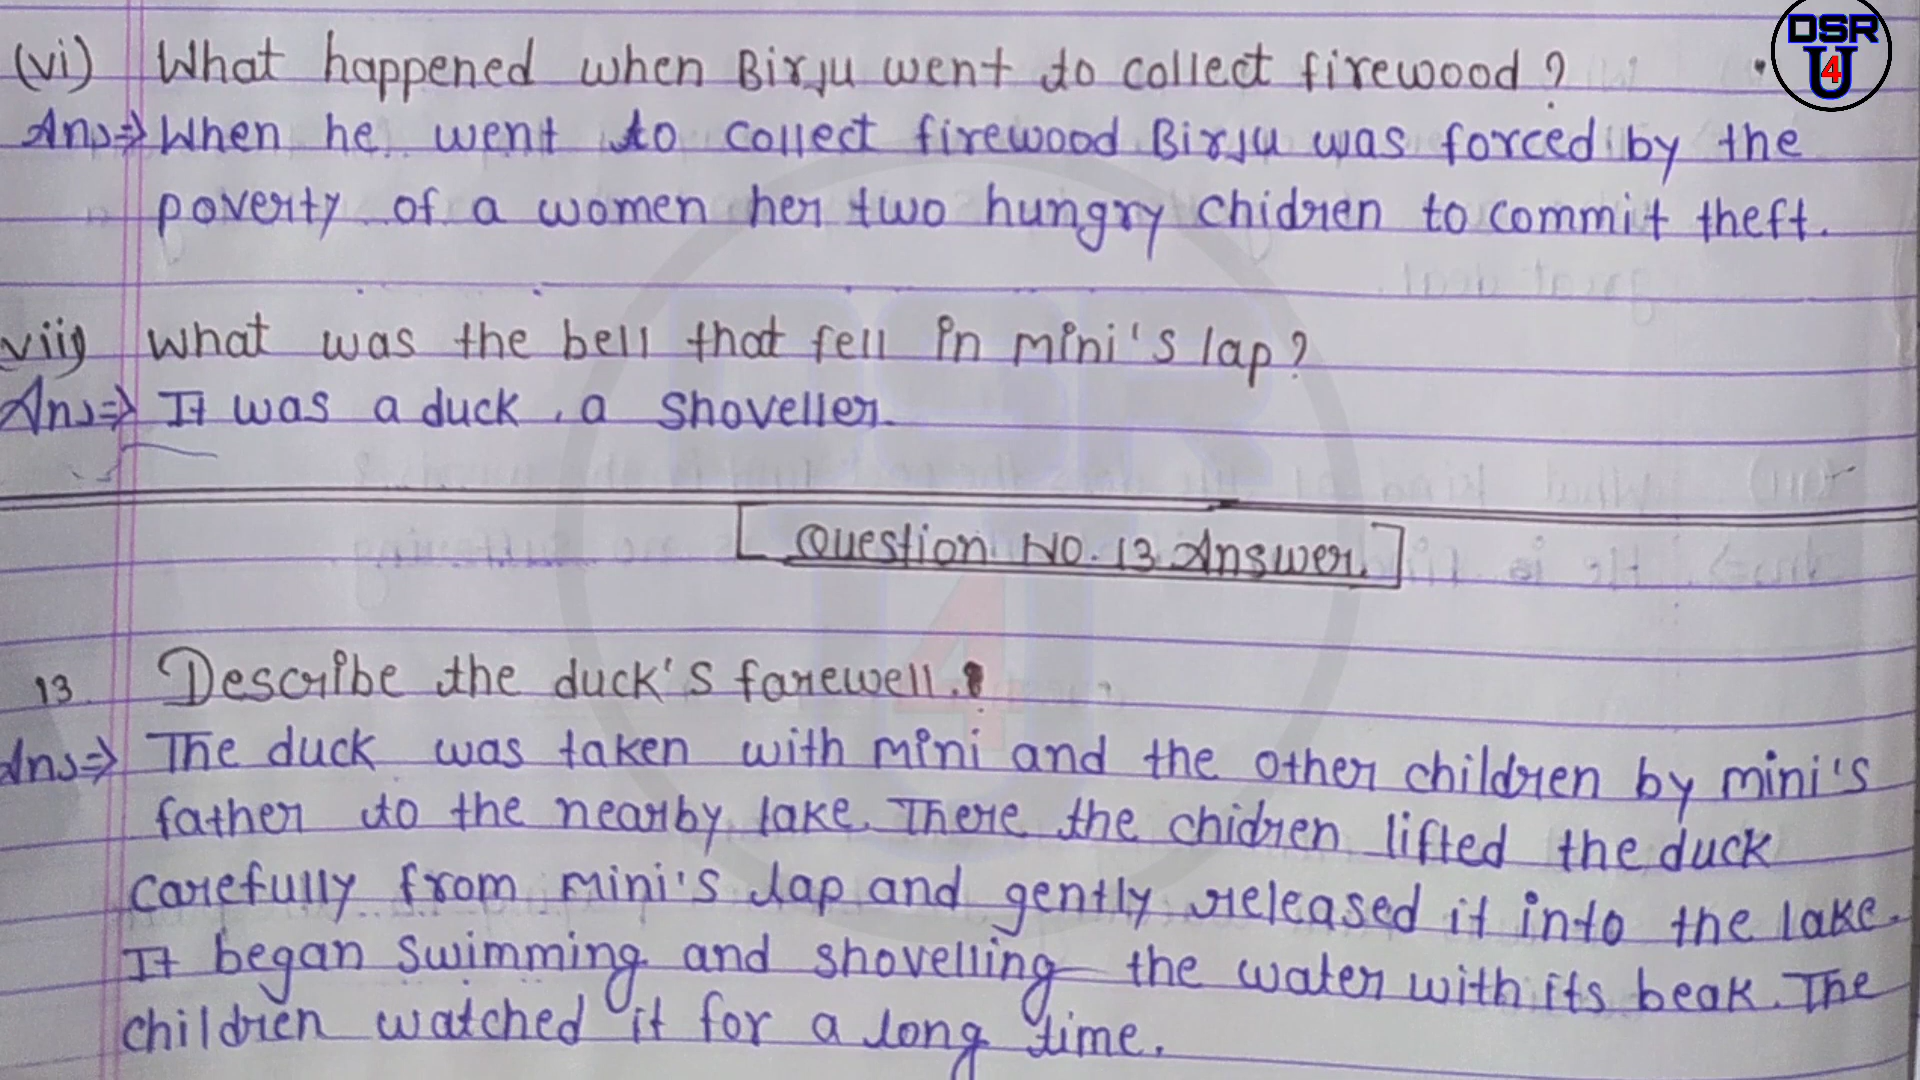 DSR
U
4
(vi) What happened when Birju went to collect firewood?
Ans⇒ When he went to collect firewood Birju was forced by the
poverty of a women her two hungry chidren to commit theft.
viii) What was the bell that fell in mini's lap?
Ans⇒ It was a duck, a shoveller.
Question No. 13 Answer
13 Describe the duck's farewell.
Ans⇒ The duck was taken with mini and the other children by mini's
father to the nearby lake. There the chidren lifted the duck
carefully from mini's lap and gently released it into the lake.
It began swimming and shovelling the water with its beak. The
children watched it for a long time.